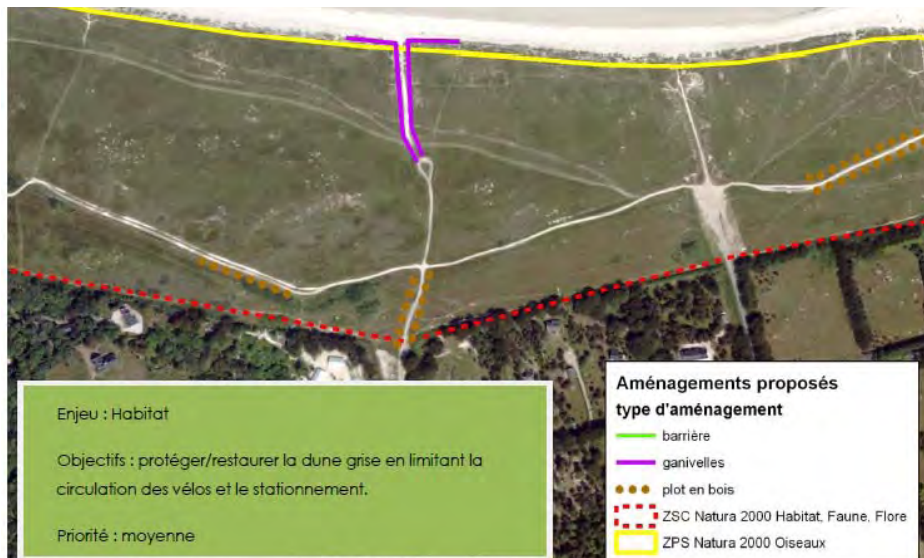 Enjeu : Habitat
Objectifs : protéger/restaurer la dune grise en limitant la
circulation des vélos et le stationnement.
Priorité : moyenne
Aménagements proposés
type d'aménagement
barrière
ganivelles
plot en bois
ZSC Natura 2000 Habitat, Faune, Flore
ZPS Natura 2000 Oiseaux